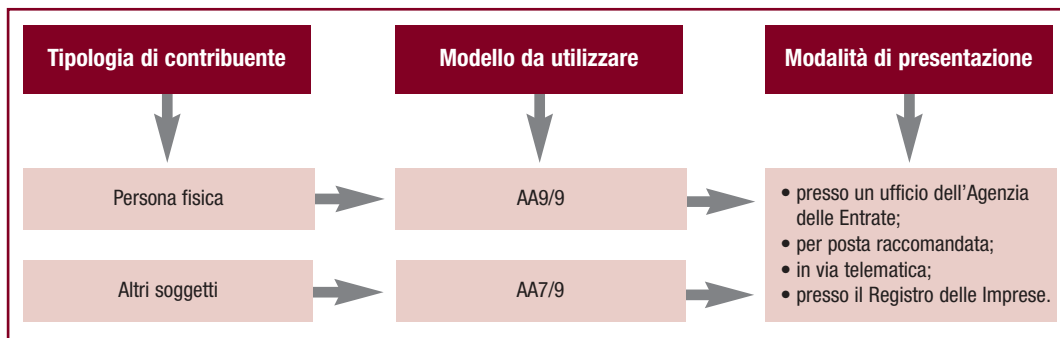 Tipologia di contribuente
Modello da utilizzare
Modalità di presentazione
Persona fisica
AA9/9
Altri soggetti
AA7/9
• presso un ufficio dell’Agenzia
delle Entrate;
• per posta raccomandata;
• in via telematica;
• presso il Registro delle Imprese.